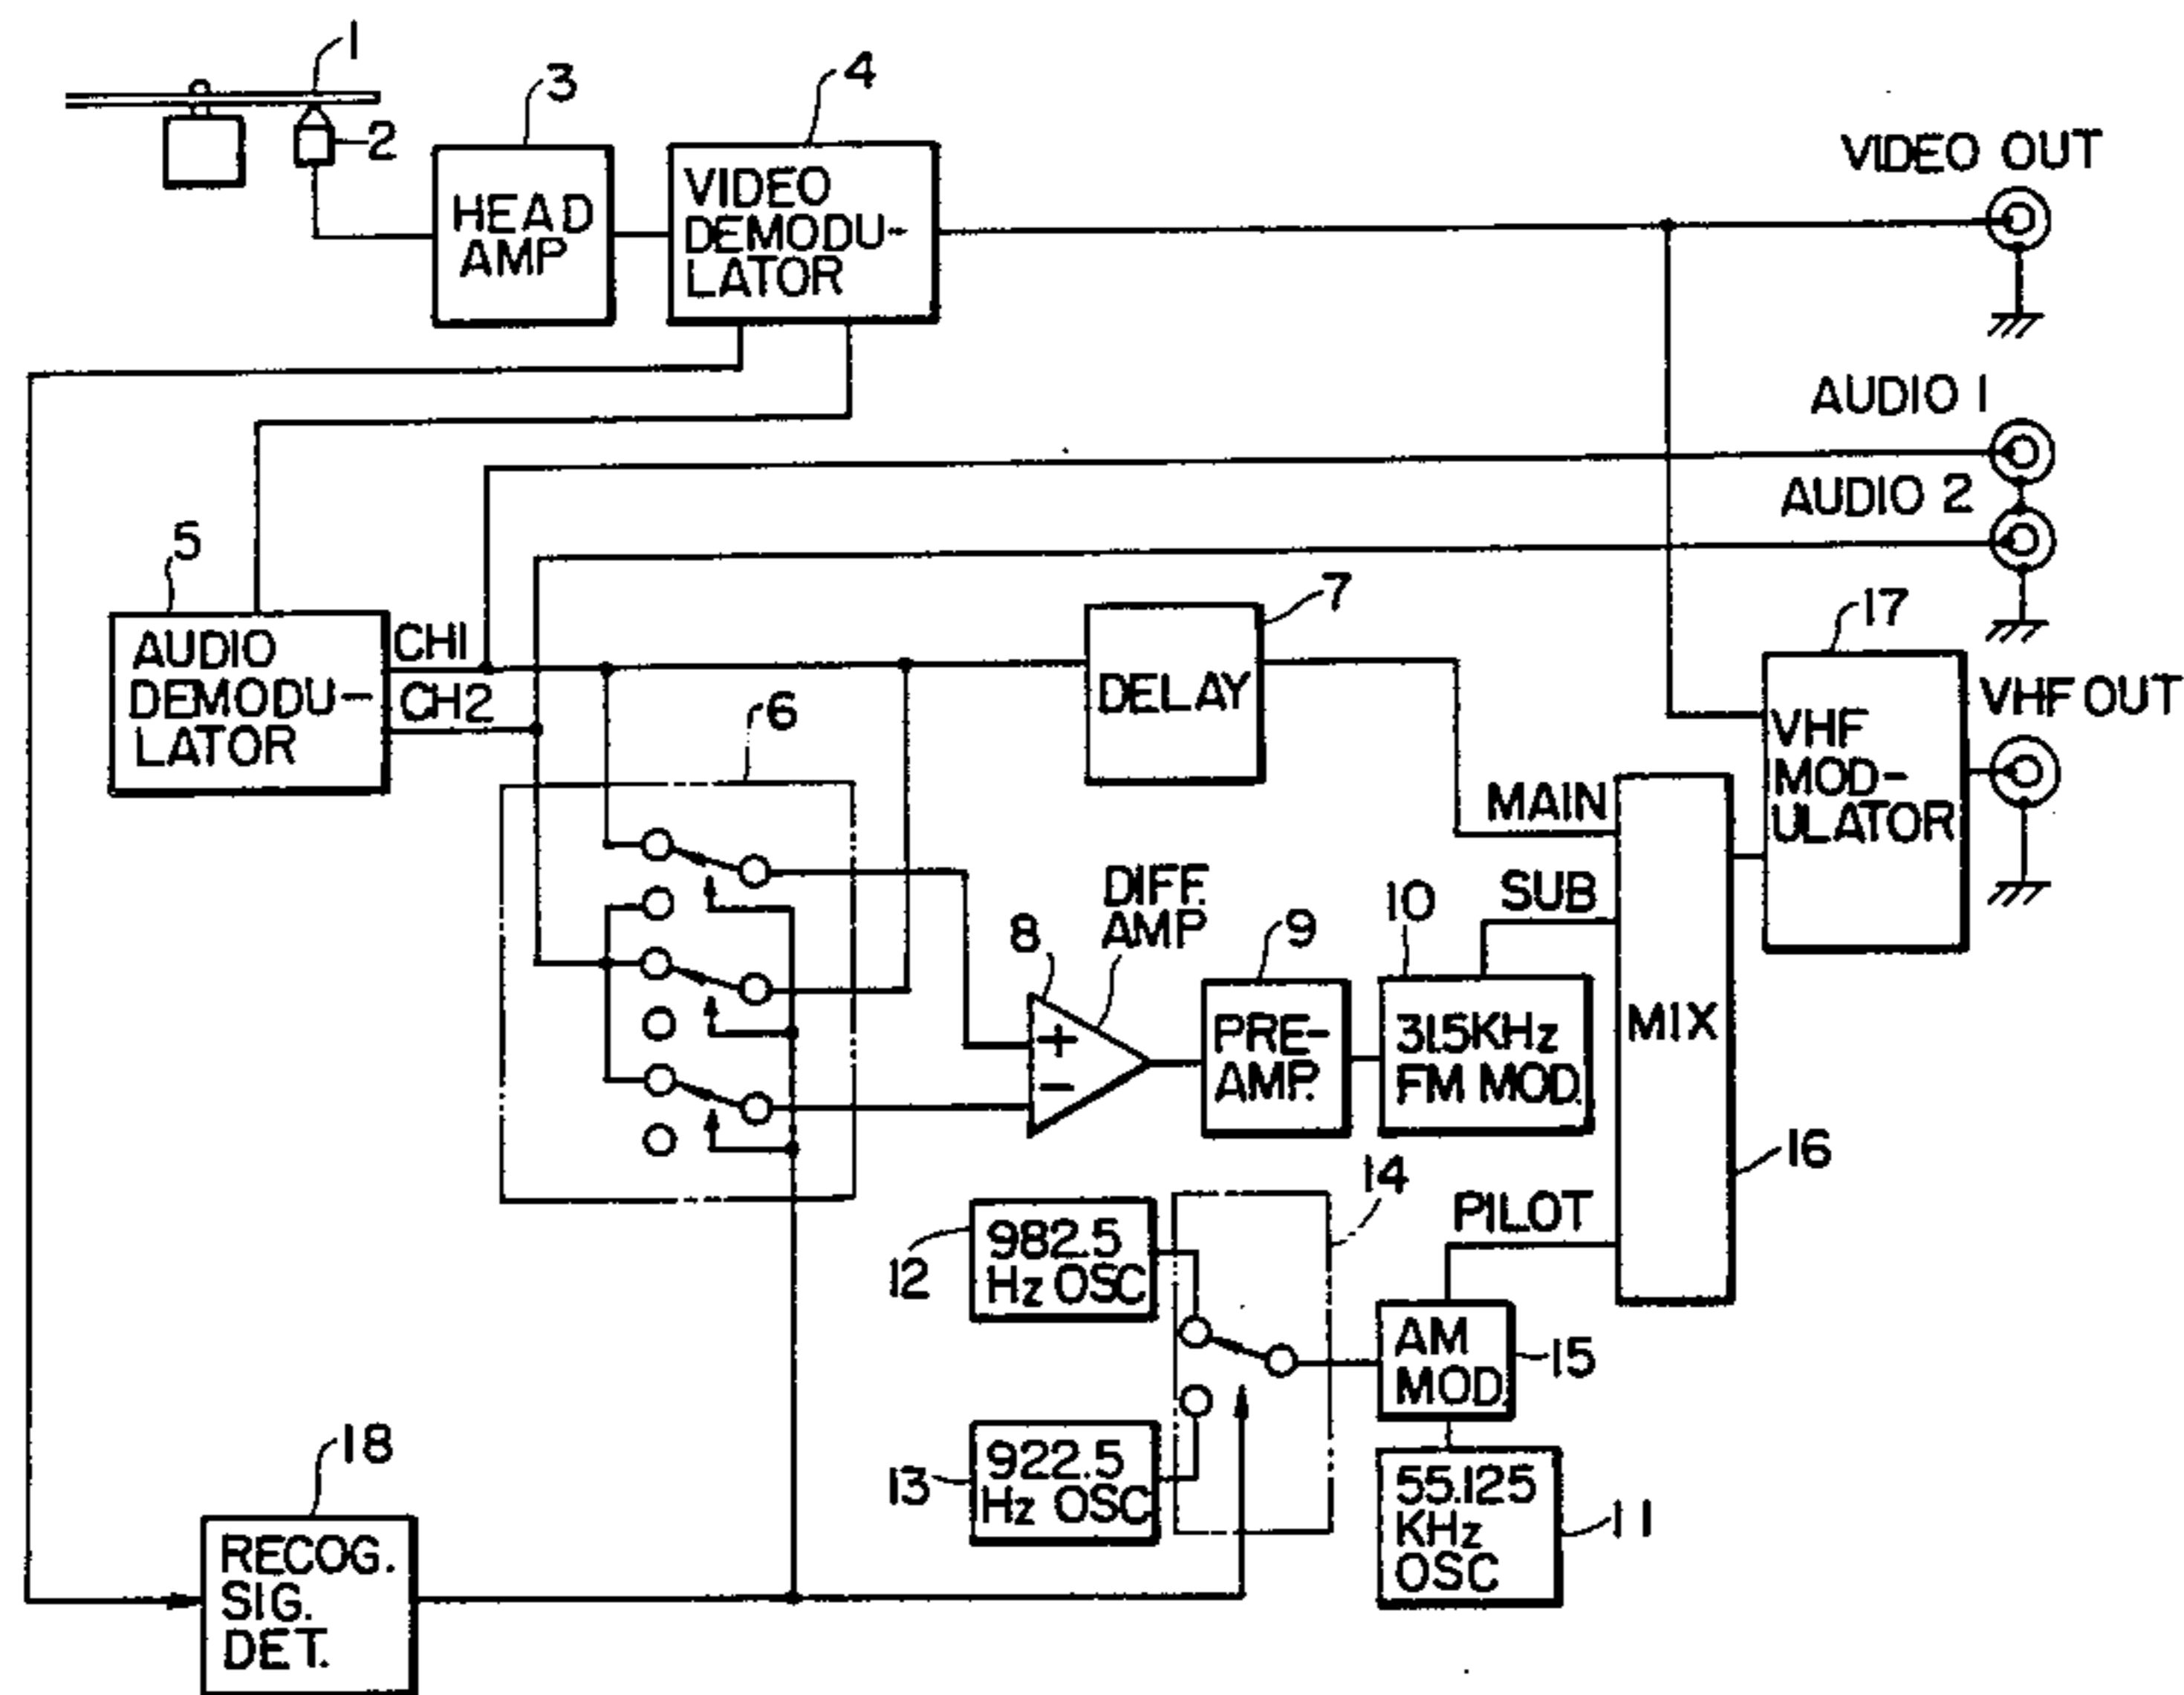 1
2
3
4
HEAD
AMP
VIDEO
DEMODU-
LATOR
VIDEO OUT
AUDIO 1
AUDIO 2
5
AUDIO
DEMODU-
LATOR
CH1
CH2
6
7
DELAY
17
VHF
MOD-
ULATOR
VHF OUT
MAIN
SUB
8
DIFF.
AMP
9
PRE-
AMP.
10
31.5KHz
FM MOD.
MIX
16
PILOT
12
982.5
Hz OSC
14
13
922.5
Hz OSC
AM
MOD.
15
55.125
KHz
OSC
11
18
RECOG.
SIG.
DET.